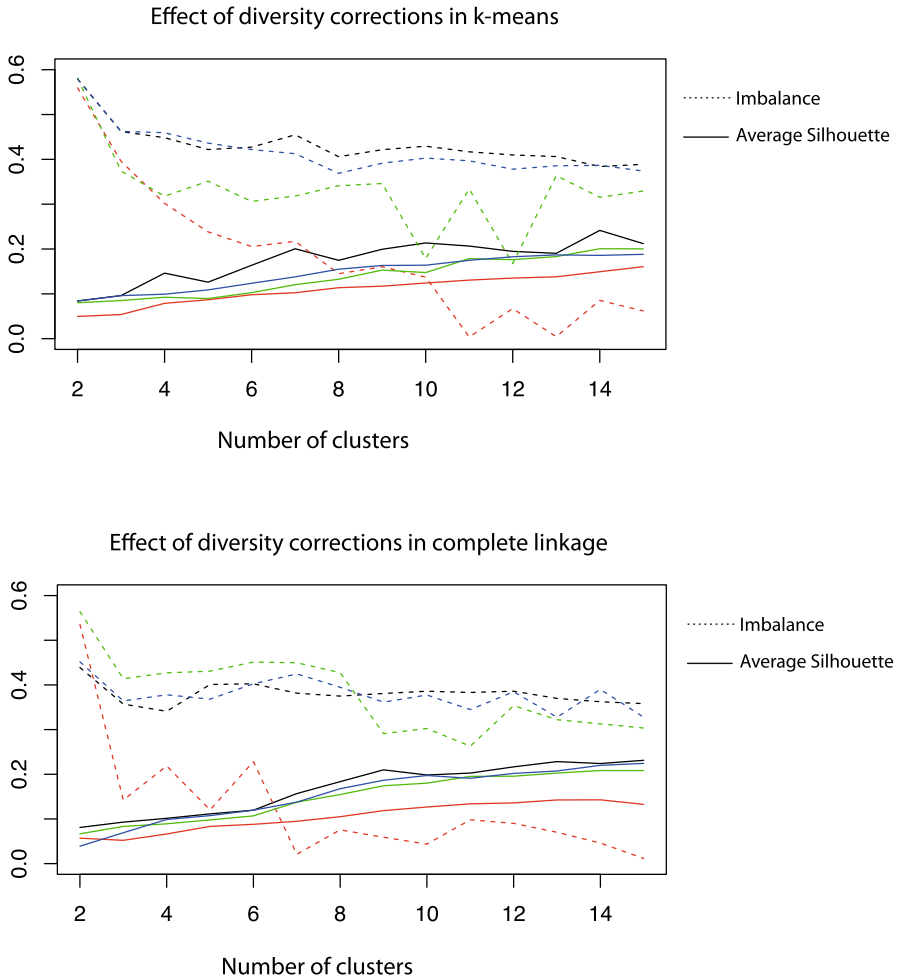 Effect of diversity corrections in k-means
0.6
0.4
0.2
0.0
Imbalance
Average Silhouette
2 4 6 8 10 12 14
Number of clusters
Effect of diversity corrections in complete linkage
0.6
0.4
0.2
0.0
Imbalance
Average Silhouette
2 4 6 8 10 12 14
Number of clusters